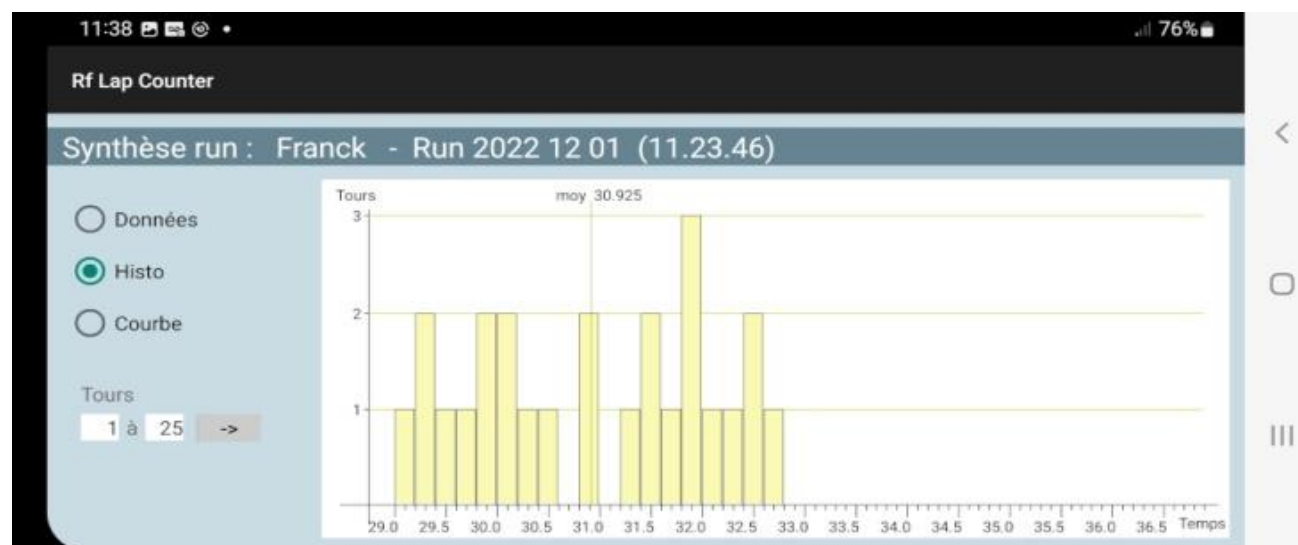 11:38
76%
Rf Lap Counter
Synthèse run : Franck - Run 2022 12 01 (11.23.46)
Données
Histo
Courbe
Tours
1 à 25 ->
Tours
moy 30.925
3
2
1
29.0 29.5 30.0 30.5 31.0 31.5 32.0 32.5 33.0 33.5 34.0 34.5 35.0 35.5 36.0 36.5 Temps